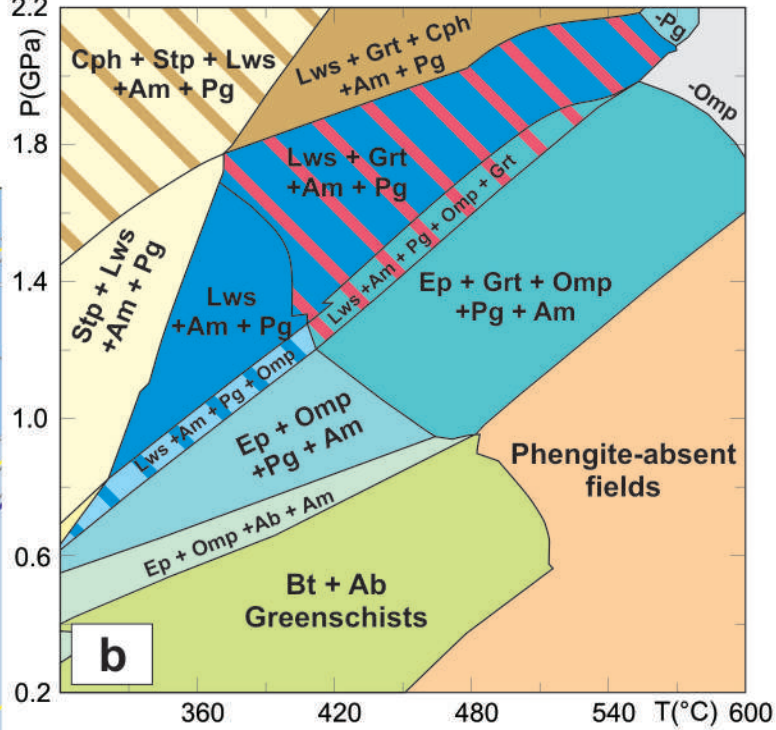 2.2
P(GPa)
1.8
1.4
1.0
0.6
0.2
Cph + Stp + Lws
+Am + Pg
Lws + Grt + Cph
+Am + Pg
-Pg
-Omp
Lws + Grt
+Am + Pg
Lws +Am + Pg + Omp + Grt
Stp + Lws
+Am + Pg
Lws
+Am + Pg
Ep + Grt + Omp
+Pg + Am
Lws +Am + Pg + Omp
Ep + Omp
+Pg + Am
Phengite-absent
fields
Ep + Omp +Ab + Am
Bt + Ab
Greenschists
b
360
420
480
540
T(°C)
600